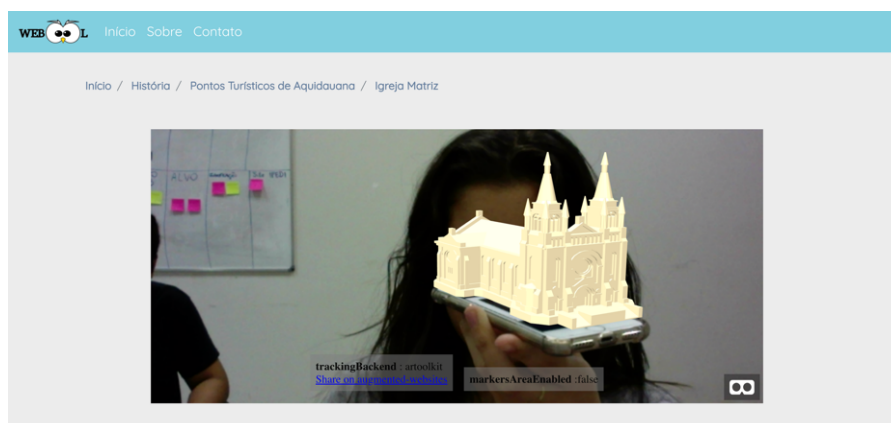 WEB L Início Sobre Contato
Início / História / Pontos Turísticos de Aquidauana / Igreja Matriz
ALVO
trackingBackend : artoolkit
Share on augmented-websites
markersAreaEnabled :false